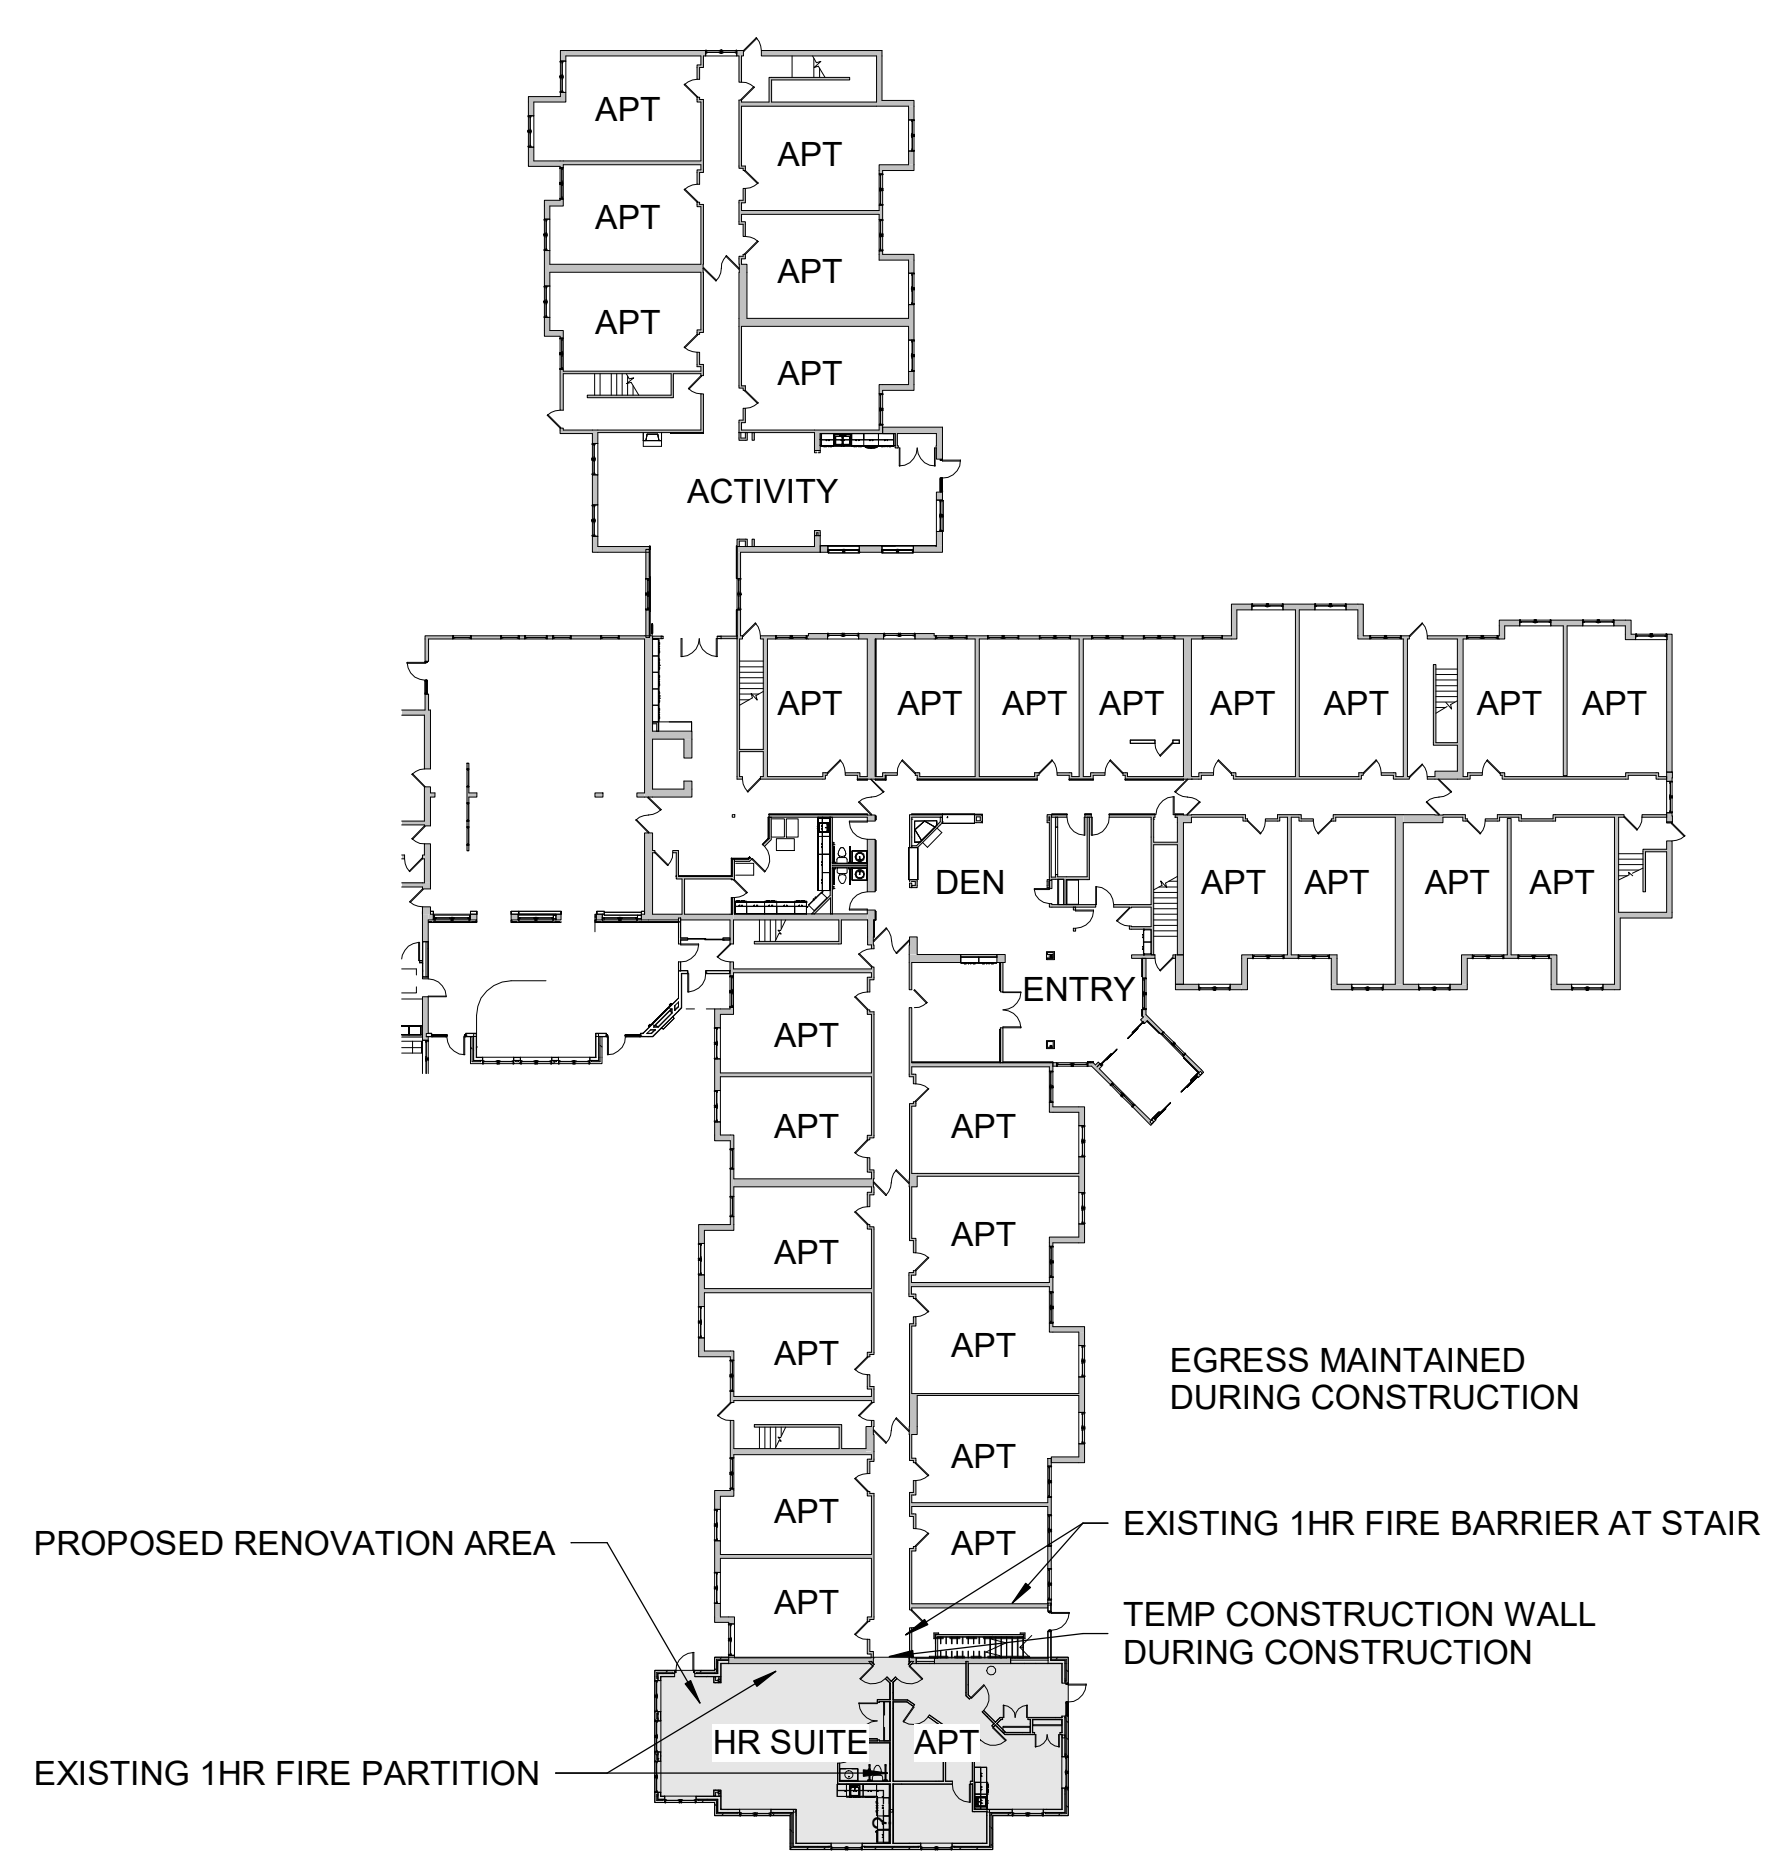 APT
APT
APT
APT
APT
APT
ACTIVITY
APT
APT
APT
APT
APT
APT
APT
APT
DEN
APT
APT
APT
APT
ENTRY
APT
APT
APT
APT
APT
APT
APT
APT
EGRESS MAINTAINED
DURING CONSTRUCTION
APT
APT
EXISTING 1HR FIRE BARRIER AT STAIR
PROPOSED RENOVATION AREA
APT
APT
TEMP CONSTRUCTION WALL
DURING CONSTRUCTION
HR SUITE
APT
EXISTING 1HR FIRE PARTITION